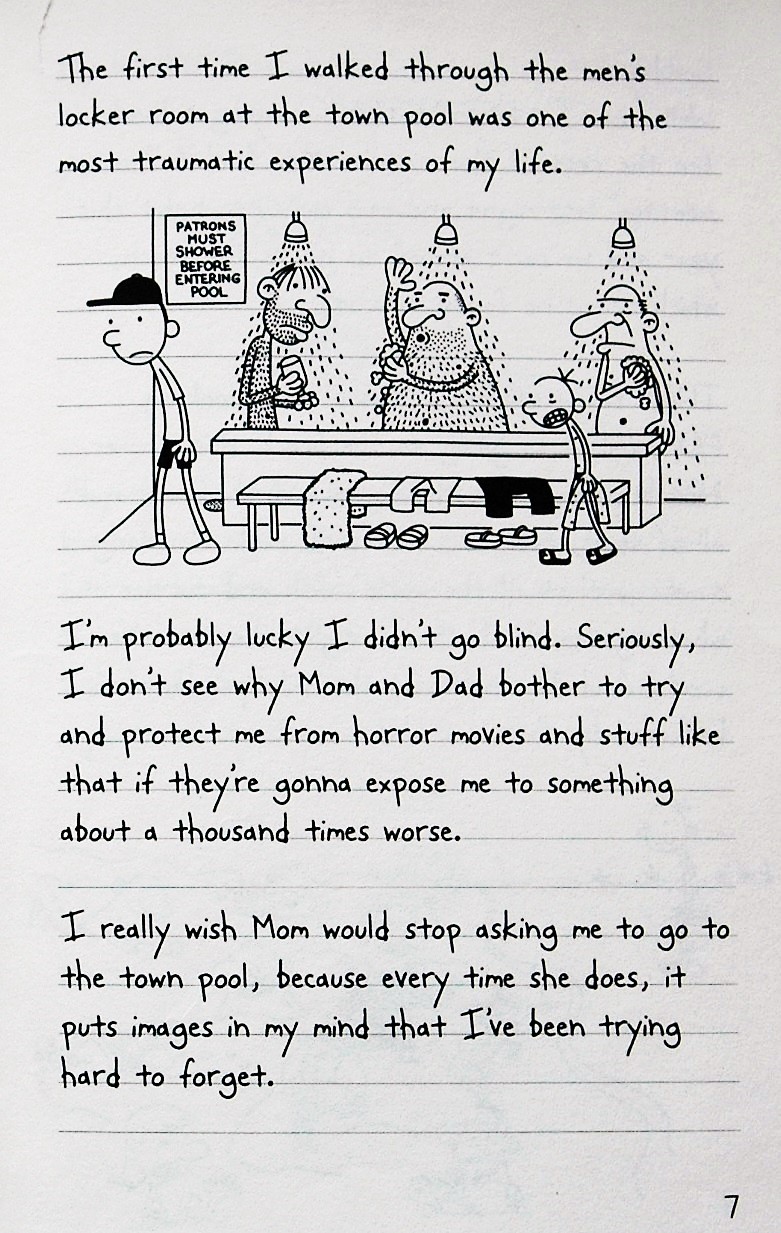 The first time I walked through the men's
locker room at the town pool was one of the
most traumatic experiences of my life.
PATRONS
MUST
SHOWER
BEFORE
ENTERING
POOL
I'm probably lucky I didn't go blind. Seriously,
I don't see why Mom and Dad bother to try
and protect me from horror movies and stuff like
that if they're gonna expose me to something
about a thousand times worse.
I really wish Mom would stop asking me to go to
the town pool, because every time she does, it
puts images in my mind that I've been trying
hard to forget.
7